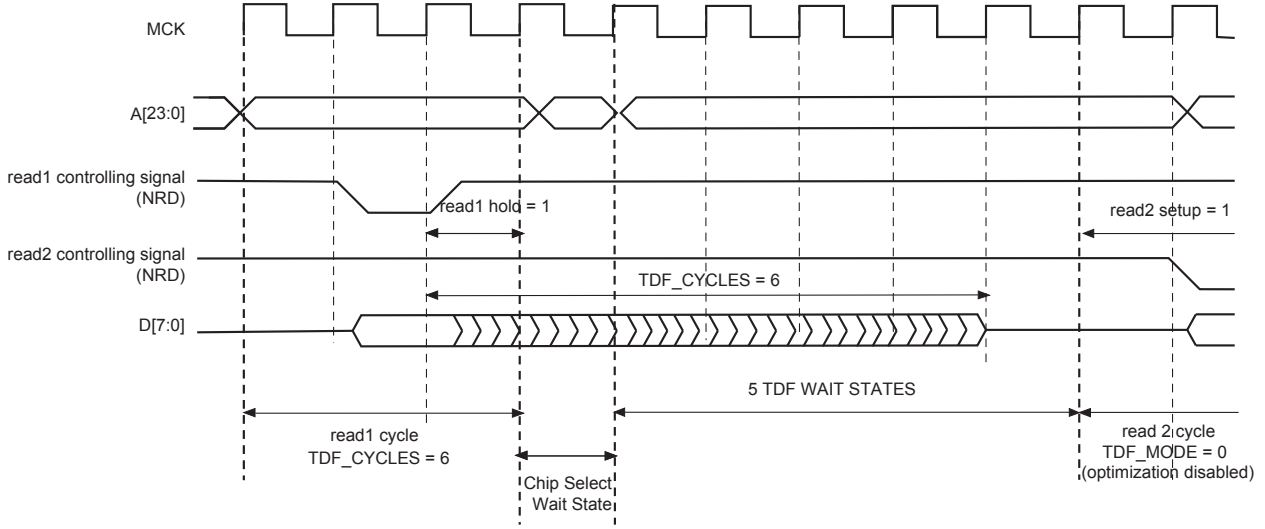 MCK
A[23:0]
read1 controlling signal
(NRD)
read1 hold = 1
read2 setup = 1
read2 controlling signal
(NRD)
TDF_CYCLES = 6
D[7:0]
5 TDF WAIT STATES
read1 cycle
TDF_CYCLES = 6
Chip Select
Wait State
read 2 cycle
TDF_MODE = 0
(optimization disabled)